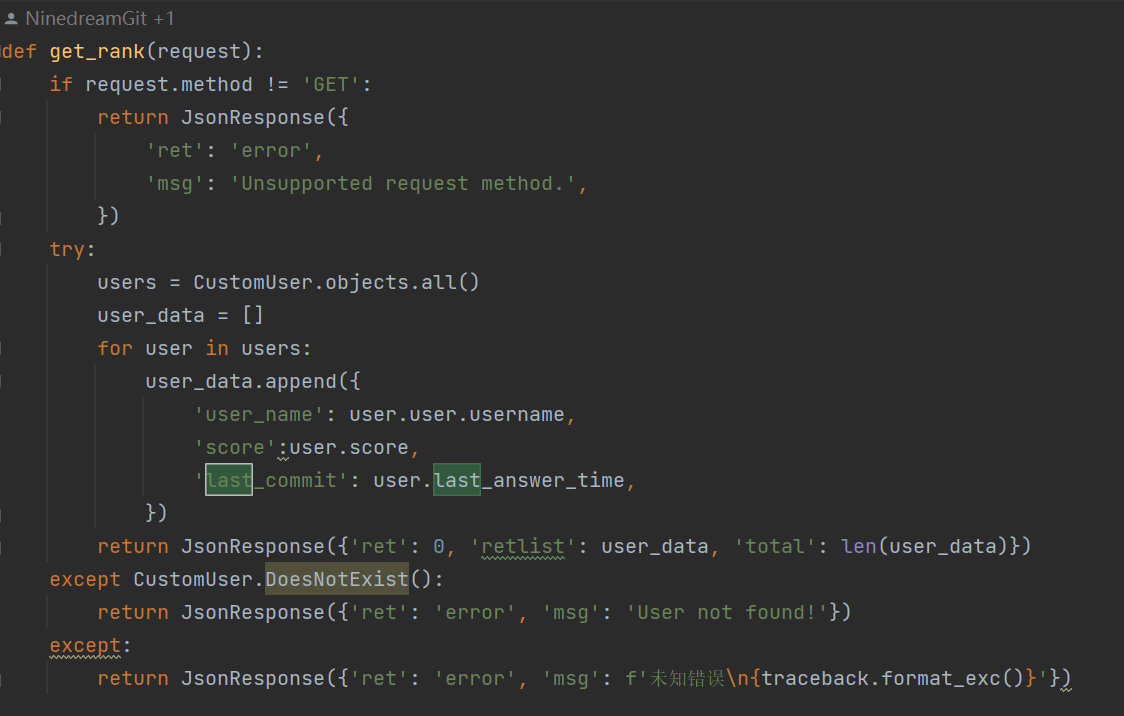 NinedreamGit +1
def get_rank(request):
    if request.method != 'GET':
        return JsonResponse({
            'ret': 'error',
            'msg': 'Unsupported request method.',
        })
    try:
        users = CustomUser.objects.all()
        user_data = []
        for user in users:
            user_data.append({
                'user_name': user.user.username,
                'score':user.score,
                'last_commit': user.last_answer_time,
            })
        return JsonResponse({'ret': 0, 'retlist': user_data, 'total': len(user_data)})
    except CustomUser.DoesNotExist():
        return JsonResponse({'ret': 'error', 'msg': 'User not found!'})
    except:
        return JsonResponse({'ret': 'error', 'msg': f'未知错误\n{traceback.format_exc()}'})